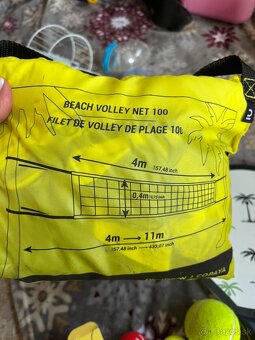 BEACH VOLLEY NET 100
FILET DE VOLLEY DE PLAGE 100
4m
157,48 inch
0,4m
4m → 11m
157,48 inch → 433,07 inch
COPAYA